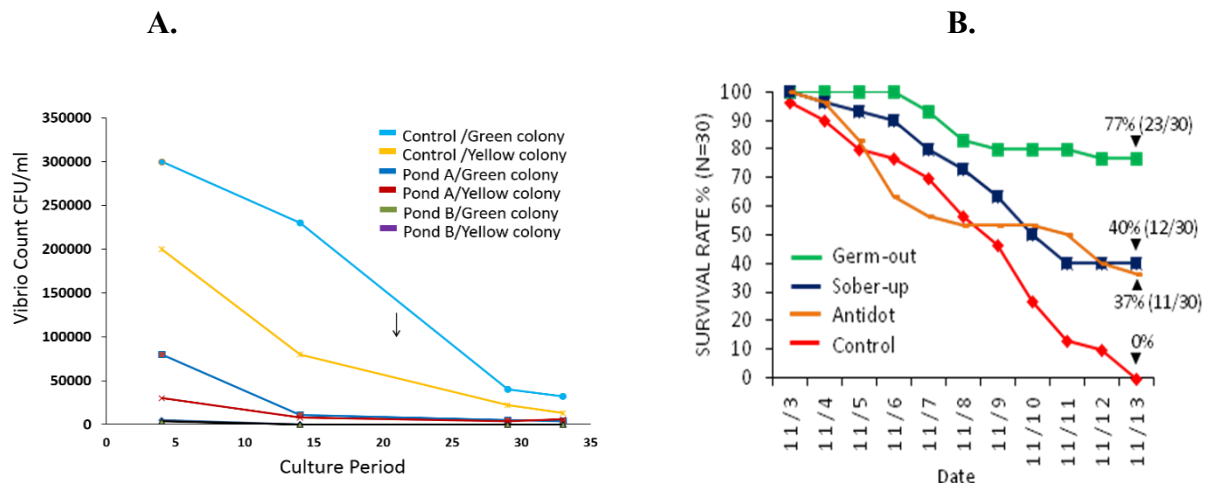 A.
B.
350000
300000
250000
200000
150000
100000
50000
0
Vibrio Count CFU/ml
Control /Green colony
Control /Yellow colony
Pond A/Green colony
Pond A/Yellow colony
Pond B/Green colony
Pond B/Yellow colony
0 5 10 15 20 25 30 35
Culture Period
100
90
80
70
60
50
40
30
20
10
0
SURVIVAL RATE % (N=30)
77% (23/30)
40% (12/30)
37% (11/30)
0%
Germ-out
Sober-up
Antidot
Control
11/3 11/4 11/5 11/6 11/7 11/8 11/9 11/10 11/11 11/12 11/13
Date